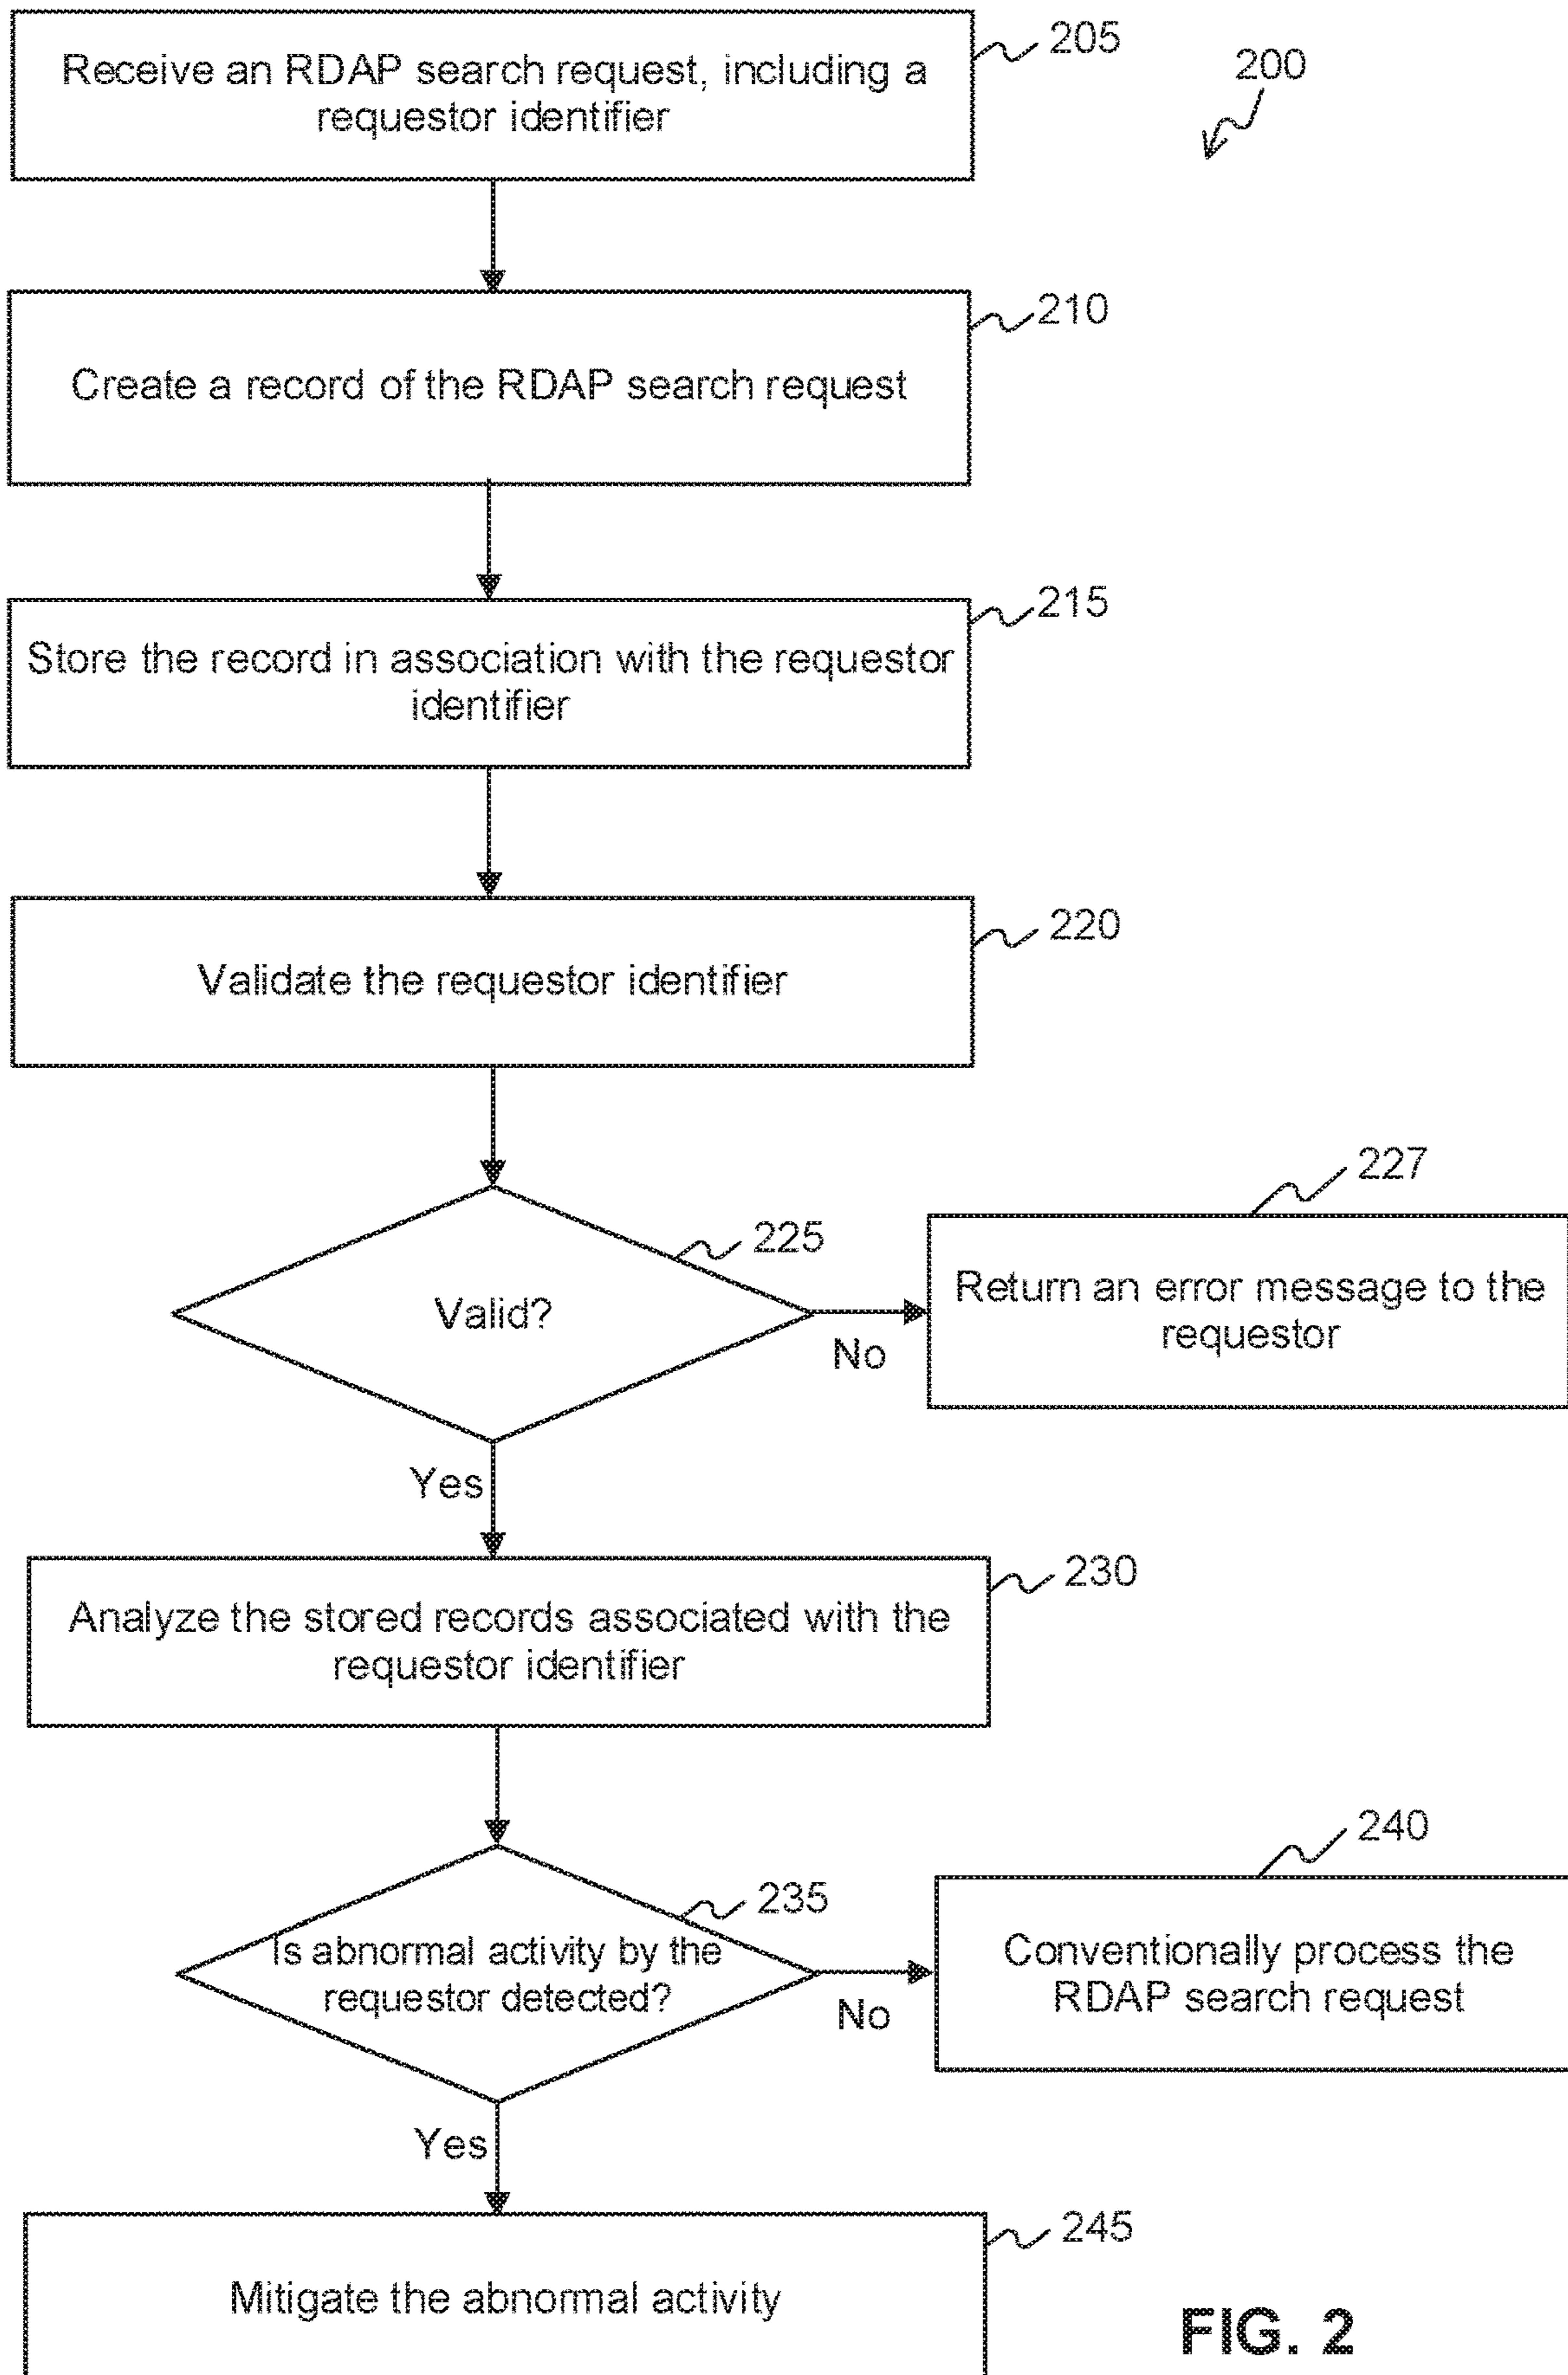 Receive an RDAP search request, including a
requestor identifier
205
200
Create a record of the RDAP search request
210
Store the record in association with the requestor
identifier
215
Validate the requestor identifier
220
Valid?
225
No
227
Return an error message to the
requestor
Yes
Analyze the stored records associated with the
requestor identifier
230
Is abnormal activity by the
requestor detected?
235
No
240
Conventionally process the
RDAP search request
Yes
Mitigate the abnormal activity
245
FIG. 2